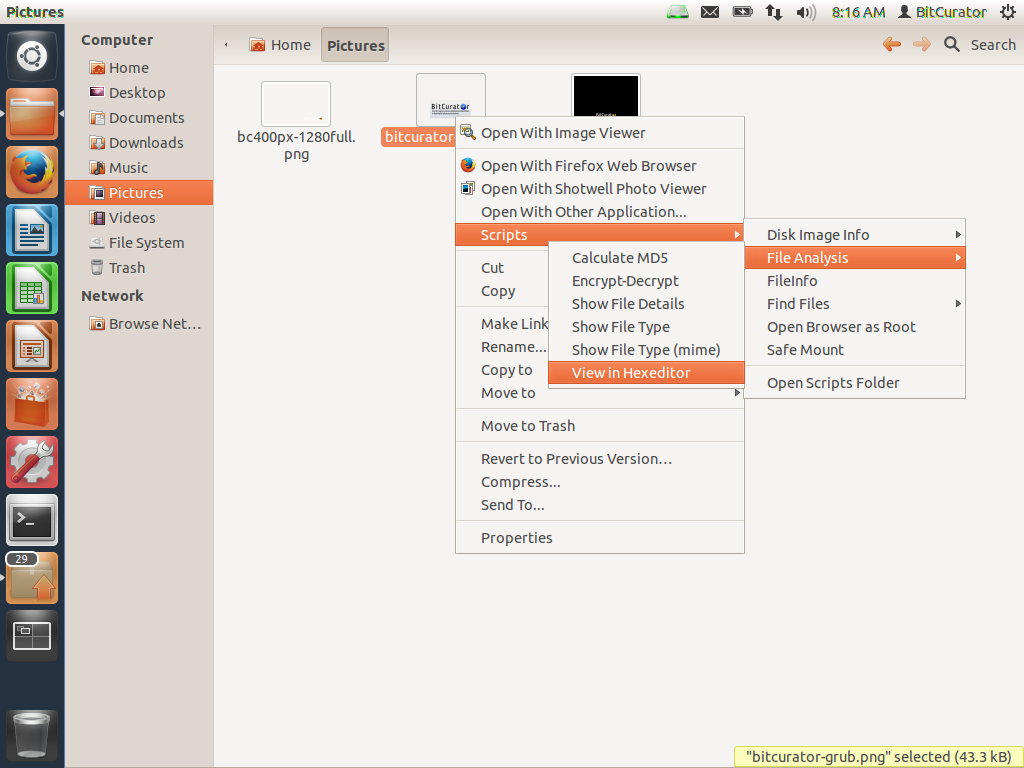 Pictures
8:16 AM
BitCurator
Computer
Home
Desktop
Documents
Downloads
Music
Pictures
Videos
File System
Trash
Network
Browse Net...
29
Home
Pictures
Search
bc400px-1280full.
png
BitCurator
bitcurator-
Open With Image Viewer
Open With Firefox Web Browser
Open With Shotwell Photo Viewer
Open With Other Application...
Scripts
Cut
Copy
Make Link
Rename...
Copy to
Move to
Move to Trash
Revert to Previous Version...
Compress...
Send To...
Properties
Calculate MD5
Encrypt-Decrypt
Show File Details
Show File Type
Show File Type (mime)
View in Hexeditor
Disk Image Info
File Analysis
FileInfo
Find Files
Open Browser as Root
Safe Mount
Open Scripts Folder
"bitcurator-grub.png" selected (43.3 kB)